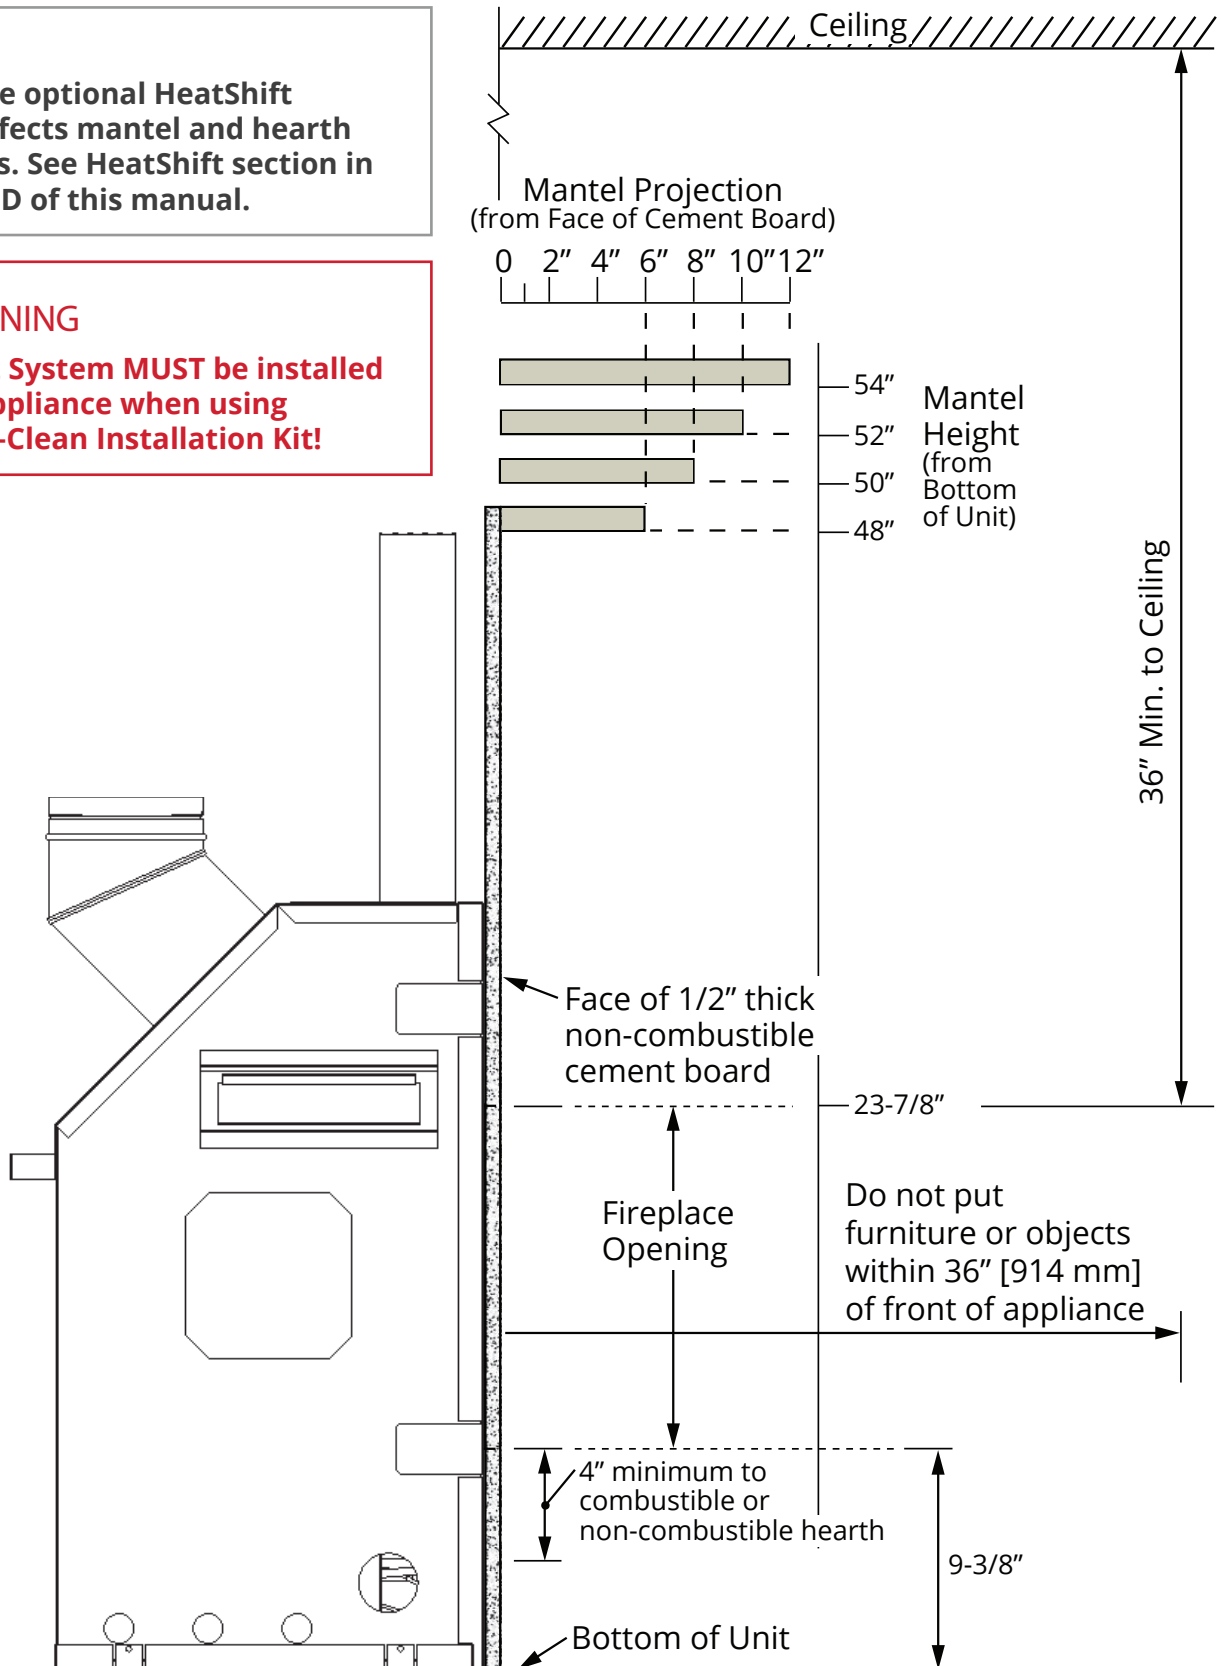 e optional HeatShift
fects mantel and hearth
s. See HeatShift section in
D of this manual.
NING
System MUST be installed
ppliance when using
-Clean Installation Kit!
Ceiling
Mantel Projection
(from Face of Cement Board)
0 2” 4” 6” 8” 10” 12”
54”
52”
50”
48”
Mantel
Height
(from
Bottom
of Unit)
36” Min. to Ceiling
Face of 1/2” thick
non-combustible
cement board
23-7/8”
Fireplace
Opening
Do not put
furniture or objects
within 36” [914 mm]
of front of appliance
4” minimum to
combustible or
non-combustible hearth
9-3/8”
Bottom of Unit